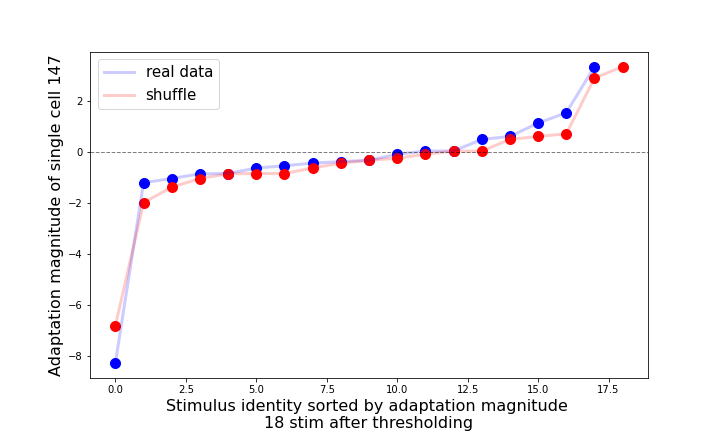 real data
shuffle
Adaptation magnitude of single cell 147
2
0
−2
−4
−6
−8
0.0 2.5 5.0 7.5 10.0 12.5 15.0 17.5
Stimulus identity sorted by adaptation magnitude
18 stim after thresholding